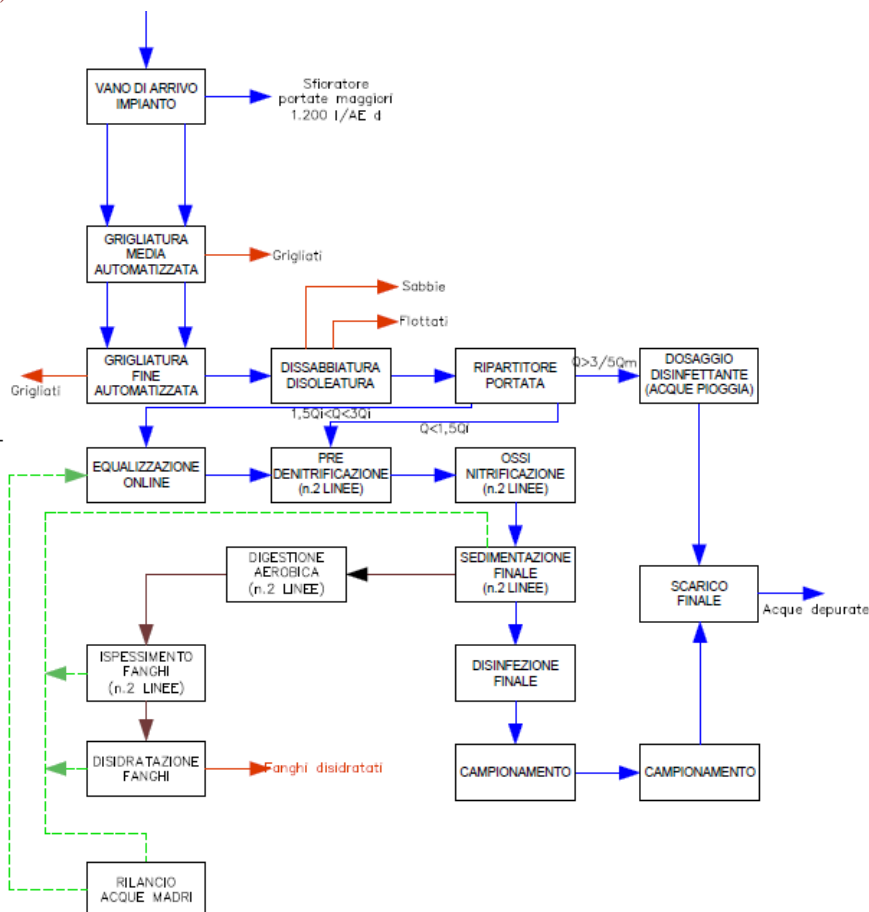 VANO DI ARRIVO
IMPIANTO
Sfioratore
portate maggiori
1.200 l/AE d
GRIGLIATURA
MEDIA
AUTOMATIZZATA
Grigliati
Sabbie
Flottati
GRIGLIATURA
FINE
AUTOMATIZZATA
Grigliati
DISSABBIATURA
DISOLEATURA
RIPARTITORE
PORTATA
Q>3/5Qm
DOSAGGIO
DISINFETTANTE
(ACQUE PIOGGIA)
1,5Qi<Q<3Qi
Q<1,5Qi
EQUALIZZAZIONE
ONLINE
PRE
DENITRIFICAZIONE
(n.2 LINEE)
OSSI
NITRIFICAZIONE
(n.2 LINEE)
DIGESTIONE
AEROBICA
(n.2 LINEE)
SEDIMENTAZIONE
FINALE
(n.2 LINEE)
SCARICO
FINALE
Acque depurate
ISPESSIMENTO
FANGHI
(n.2 LINEE)
DISINFEZIONE
FINALE
DISIDRATAZIONE
FANGHI
Fanghi disidratati
CAMPIONAMENTO
CAMPIONAMENTO
RILANCIO
ACQUE MADRI